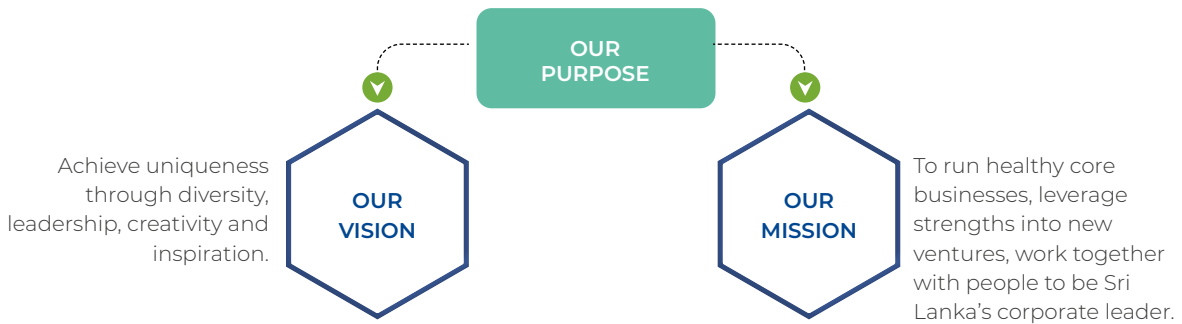 OUR
PURPOSE
Achieve uniqueness
through diversity,
leadership, creativity and
inspiration.
OUR
VISION
OUR
MISSION
To run healthy core
businesses, leverage
strengths into new
ventures, work together
with people to be Sri
Lanka’s corporate leader.